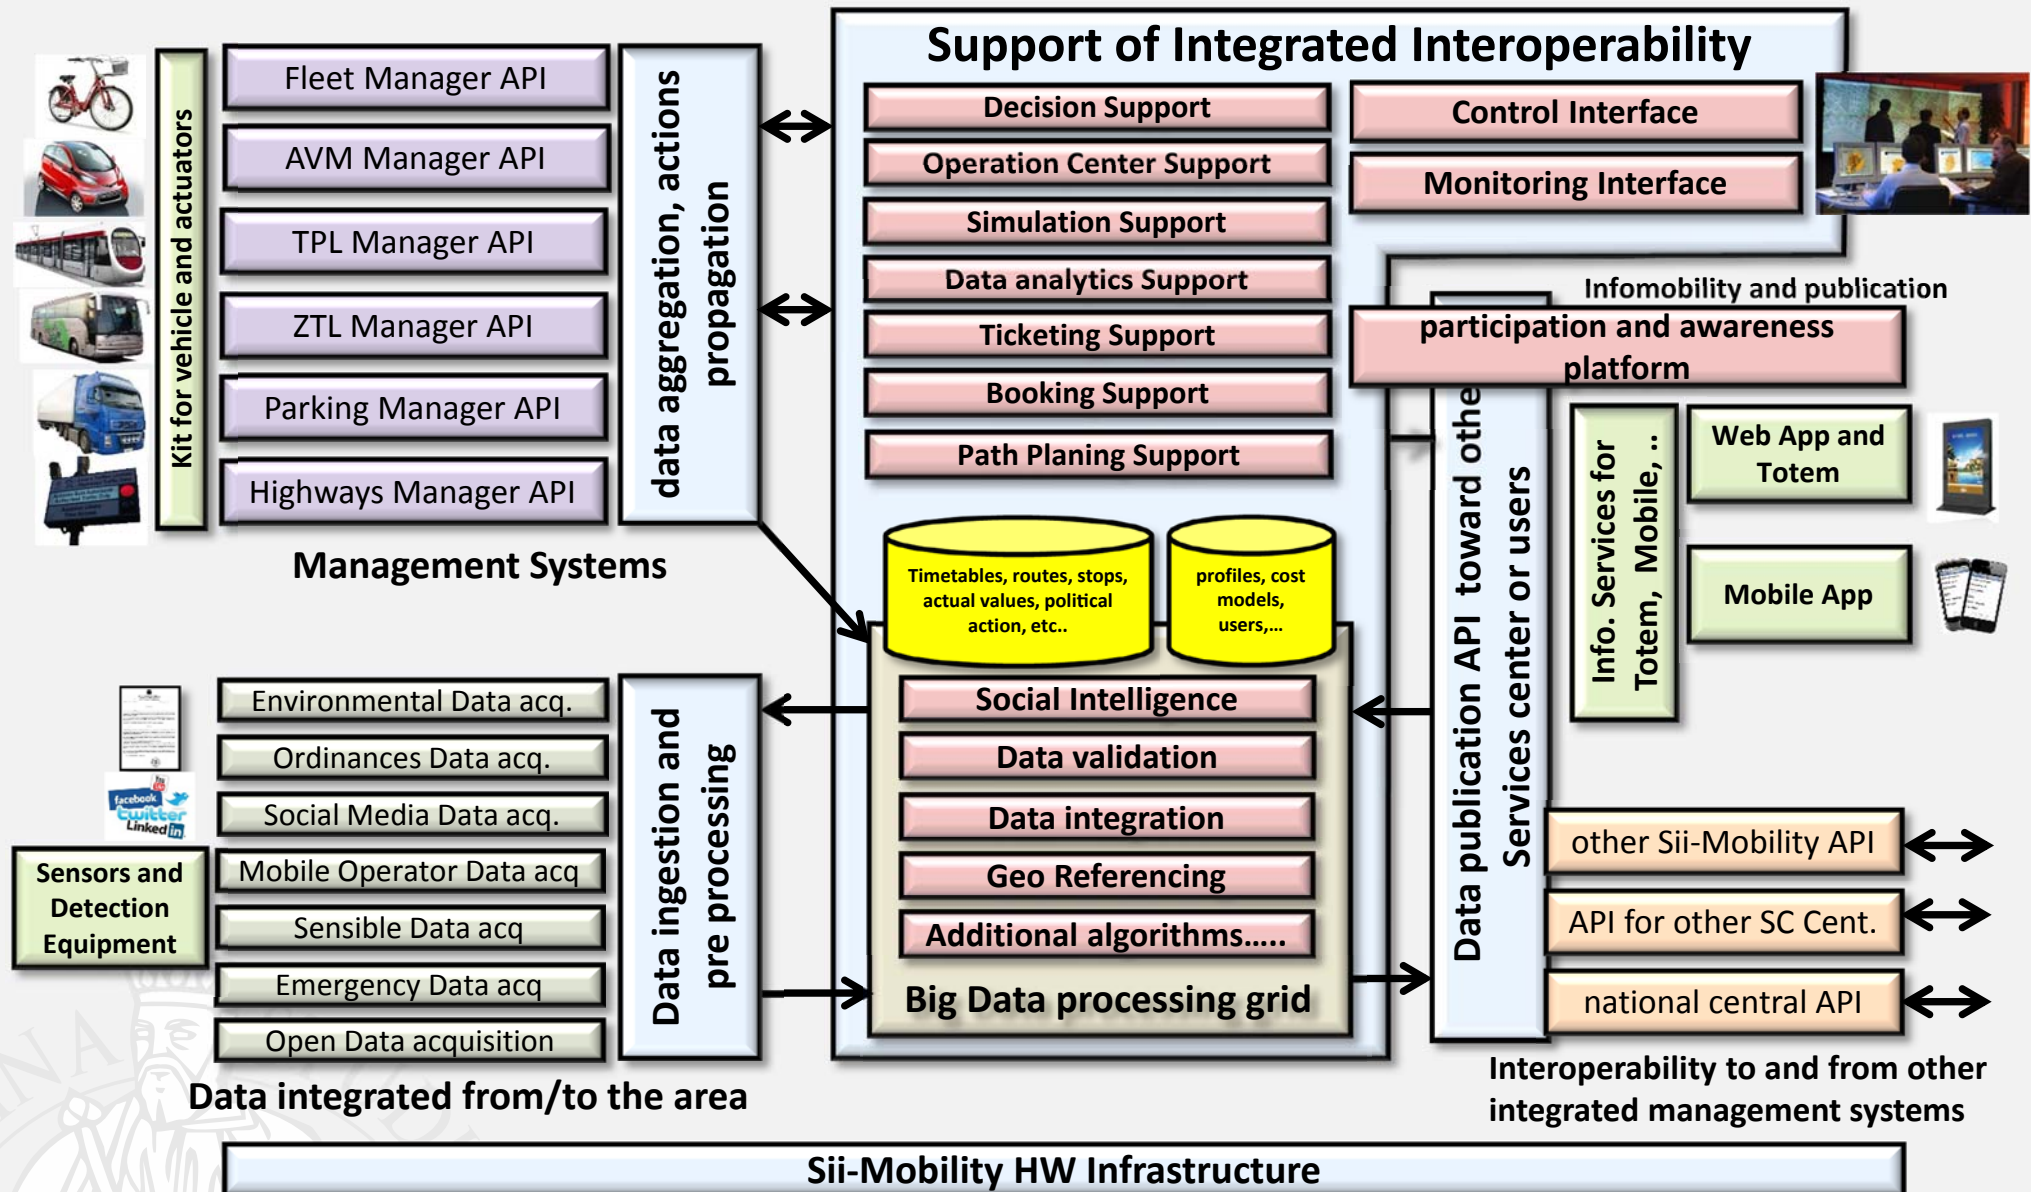 Support of Integrated Interoperability
Kit for vehicle and actuators
Fleet Manager API
AVM Manager API
TPL Manager API
ZTL Manager API
Parking Manager API
Highways Manager API
Management Systems
data aggregation, actions
propagation
Decision Support
Operation Center Support
Simulation Support
Data analytics Support
Ticketing Support
Booking Support
Path Planing Support
Control Interface
Monitoring Interface
Infomobility and publication
participation and awareness
platform
Data publication API toward othe
Services center or users
Info. Services for
Totem, Mobile, ..
Web App and
Totem
Mobile App
Timetables, routes, stops,
actual values, political
action, etc..
profiles, cost
models,
users,...
Social Intelligence
Data validation
Data integration
Geo Referencing
Additional algorithms.....
Big Data processing grid
Environmental Data acq.
Ordinances Data acq.
Social Media Data acq.
Mobile Operator Data acq
Sensible Data acq
Emergency Data acq
Open Data acquisition
facebook
twitter
Linked in
Sensors and
Detection
Equipment
Data ingestion and
pre processing
Data integrated from/to the area
other Sii-Mobility API
API for other SC Cent.
national central API
Interoperability to and from other
integrated management systems
Sii-Mobility HW Infrastructure